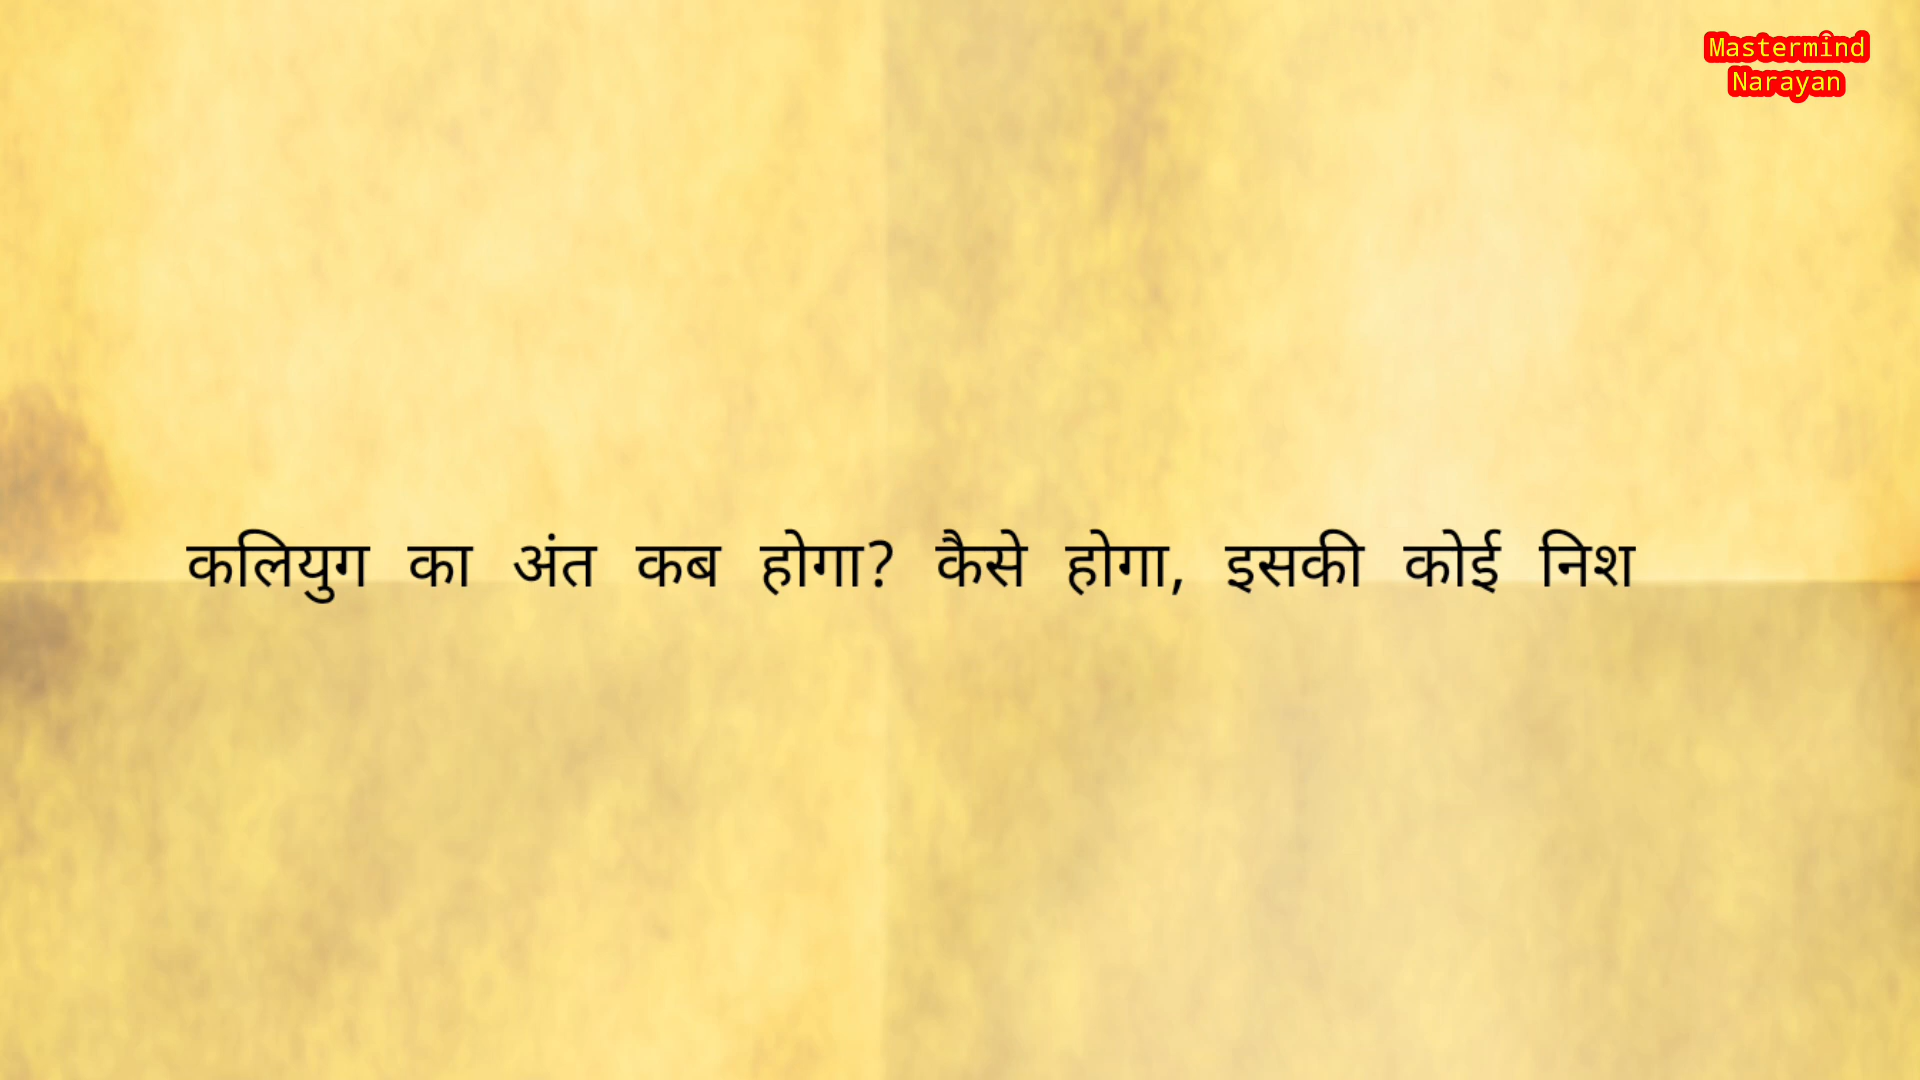 Mastermind
Narayan
कलियुग का अंत कब होगा? कैसे होगा, इसकी कोई निश